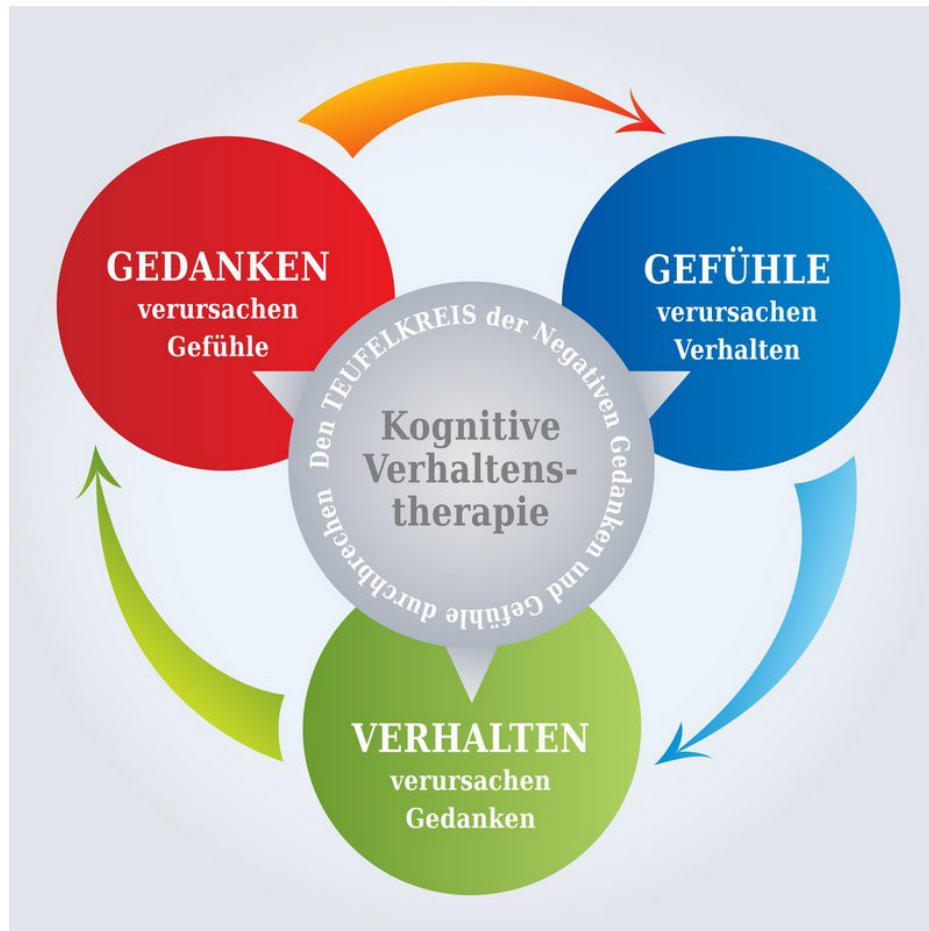 GEDANKEN
verursachen
Gefühle
GEFÜHLE
verursachen
Verhalten
Den TEUFELKREIS der Negativen Gedanken und Gefühle durchbrechen
Kognitive
Verhaltens-
therapie
VERHALTEN
verursachen
Gedanken